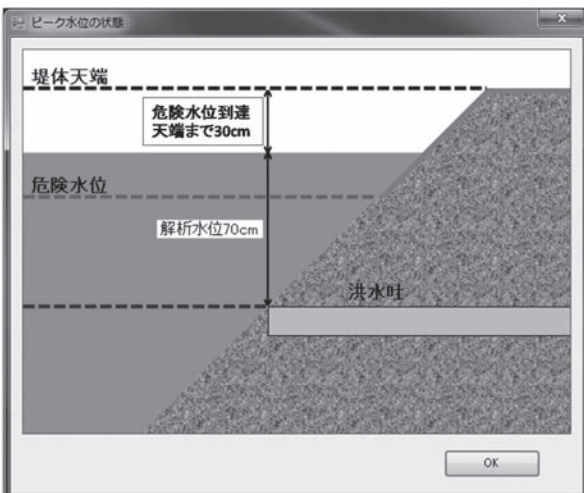 ピーク水位の状態
堤体天端
危険水位到達
天端まで30cm
危険水位
解析水位70cm
洪水吐
OK